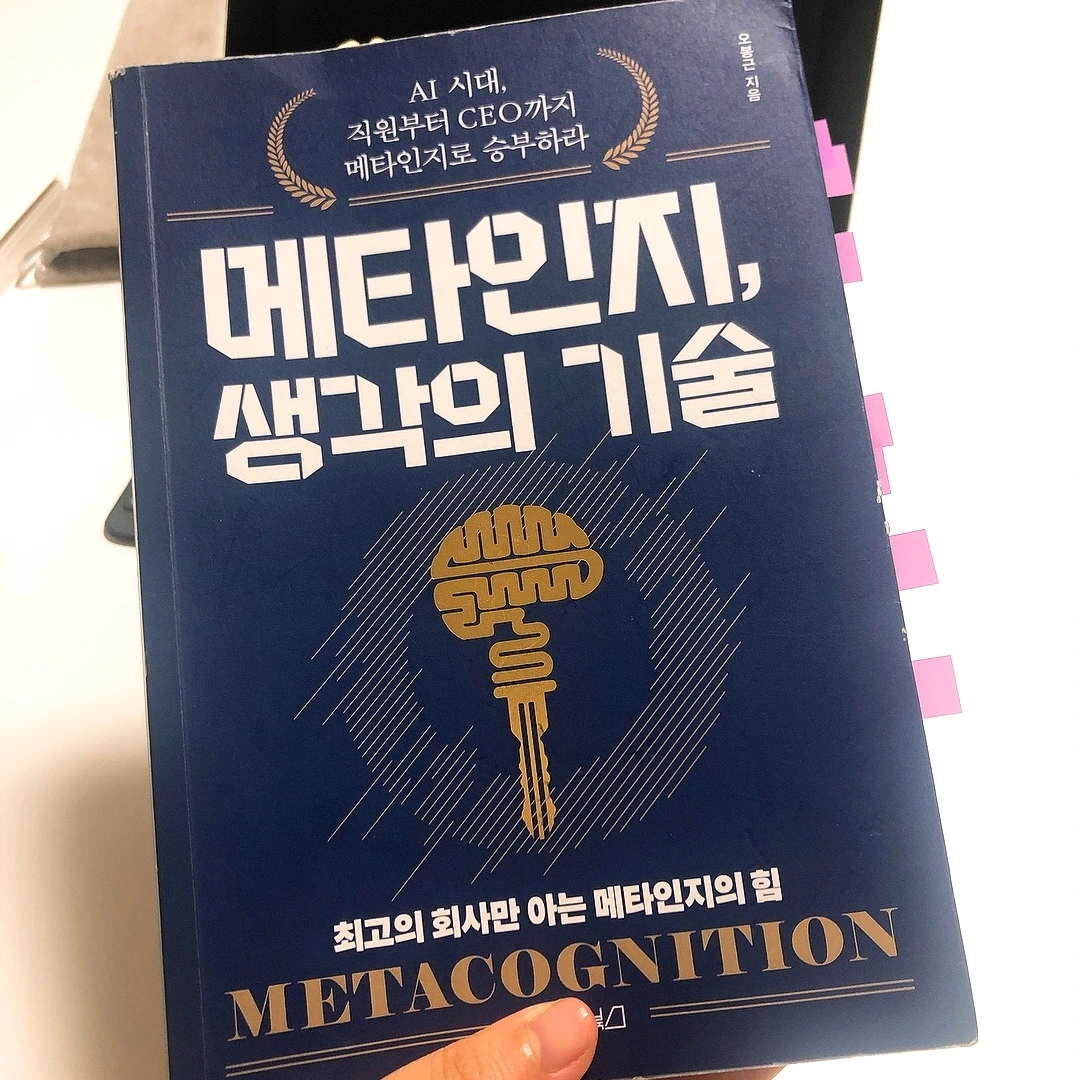 오봉근 지음
AI 시대,
직원부터 CEO까지
메타인지로 승부하라
메타인지,
생각의 기술
최고의 회사만 아는 메타인지의 힘
METACOGNITION